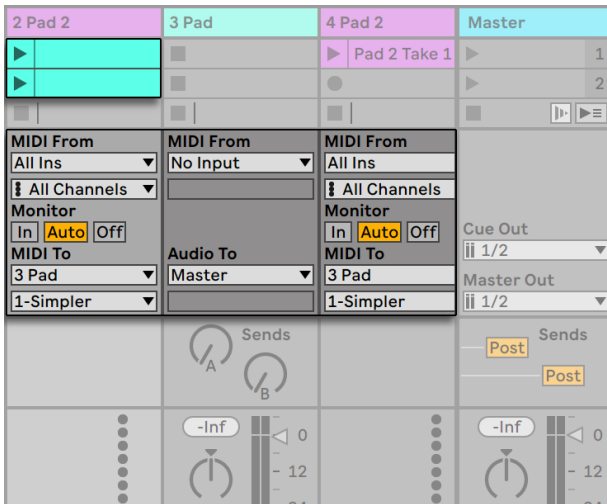 2 Pad 2
3 Pad
4 Pad 2
Master
Pad 2 Take 1
1
2
MIDI From
All Ins
All Channels
Monitor
In Auto Off
MIDI To
3 Pad
1-Simpler
MIDI From
No Input
Audio To
Master
MIDI From
All Ins
All Channels
Monitor
In Auto Off
MIDI To
3 Pad
1-Simpler
Cue Out
1/2
Master Out
1/2
Sends
A
B
Sends
Post
Post
-Inf
0
12
-Inf
0
12